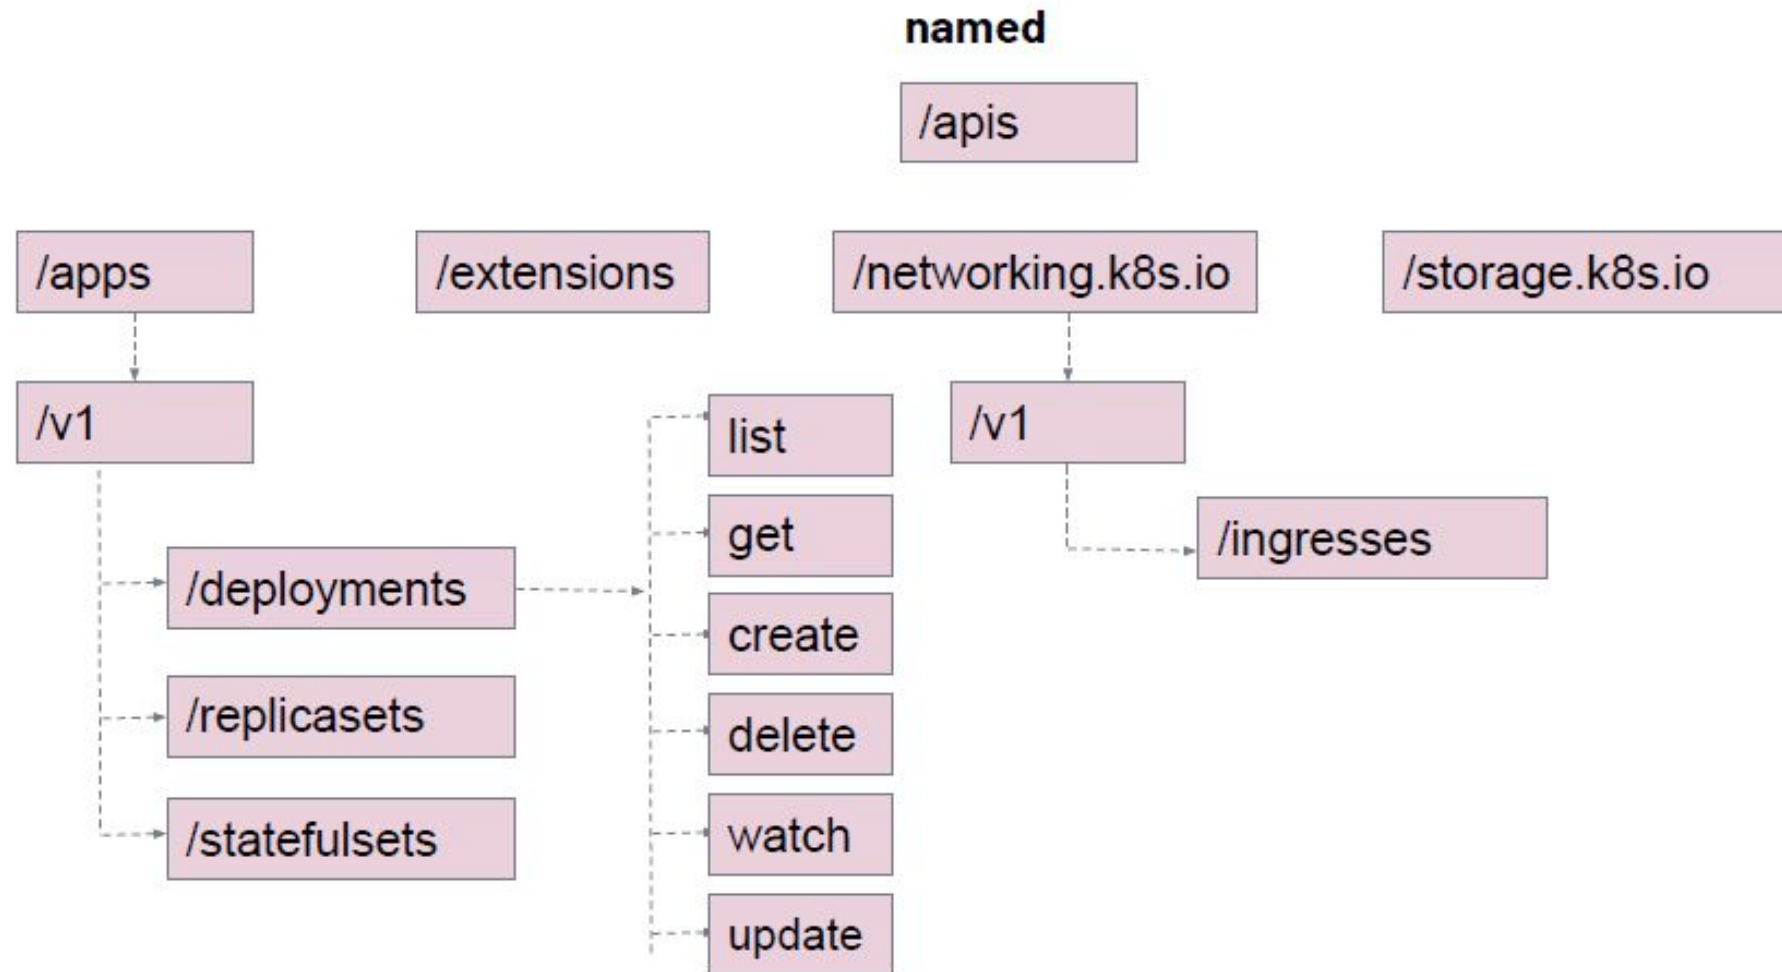 named
/apis
/apps
/extensions
/networking.k8s.io
/storage.k8s.io
/v1
/deployments
/replicasets
/statefulsets
list
get
create
delete
watch
update
/v1
/ingresses